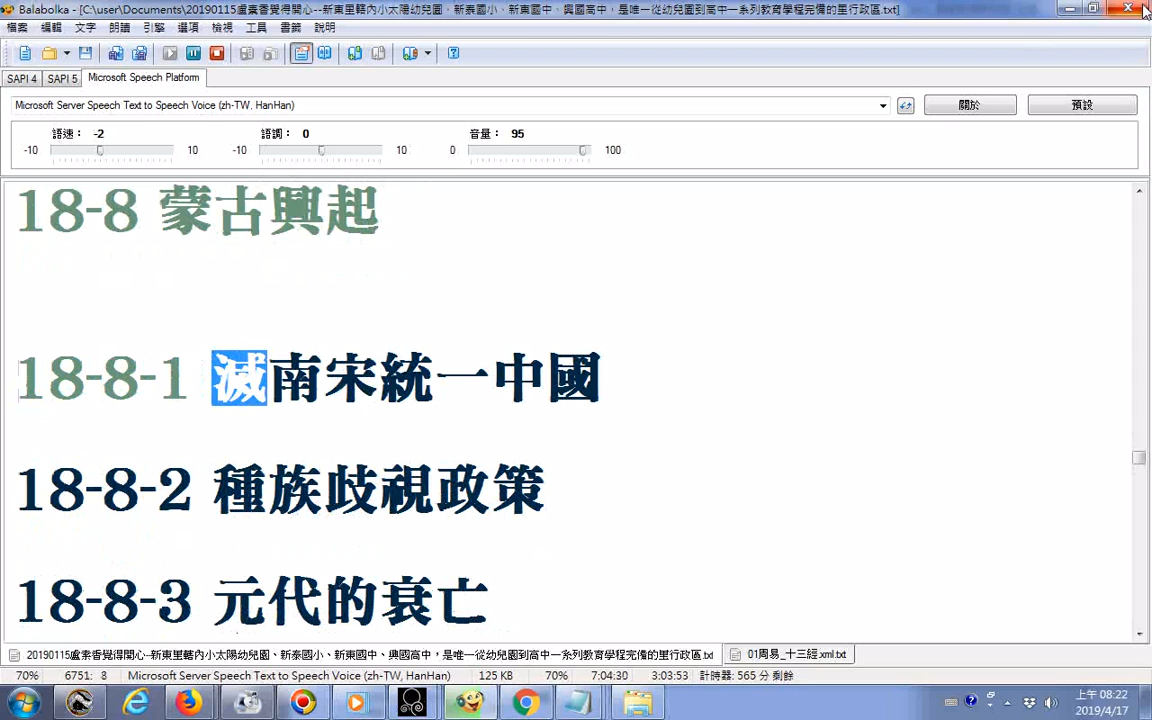 Balabolka - [C:\user\Documents\20190115盧素香覺得開心--新東里轄內小太陽幼兒園、新泰國小、新東國中、興國高中，是唯一從幼兒園到高中一系列教育學程完備的里行政區.txt]
檔案 編輯 文字 朗讀 引擎 選項 檢視 工具 書籤 說明
SAPI 4 SAPI 5 Microsoft Speech Platform
Microsoft Server Speech Text to Speech Voice (zh-TW, HanHan) 關於 預設
語速： -2 語調： 0 音量： 95
-10 10 -10 10 0 100
18-8 蒙古興起
18-8-1 滅南宋統一中國
18-8-2 種族歧視政策
18-8-3 元代的衰亡
20190115盧素香覺得開心--新東里轄內小太陽幼兒園、新泰國小、新東國中、興國高中，是唯一從幼兒園到高中一系列教育學程完備的里行政區.txt 01周易_十三經.xml.txt
70% 6751: 8 Microsoft Server Speech Text to Speech Voice (zh-TW, HanHan) 125 KB 70% 7:04:30 3:03:53 計時器: 565 分 剩餘
上午 08:22
2019/4/17